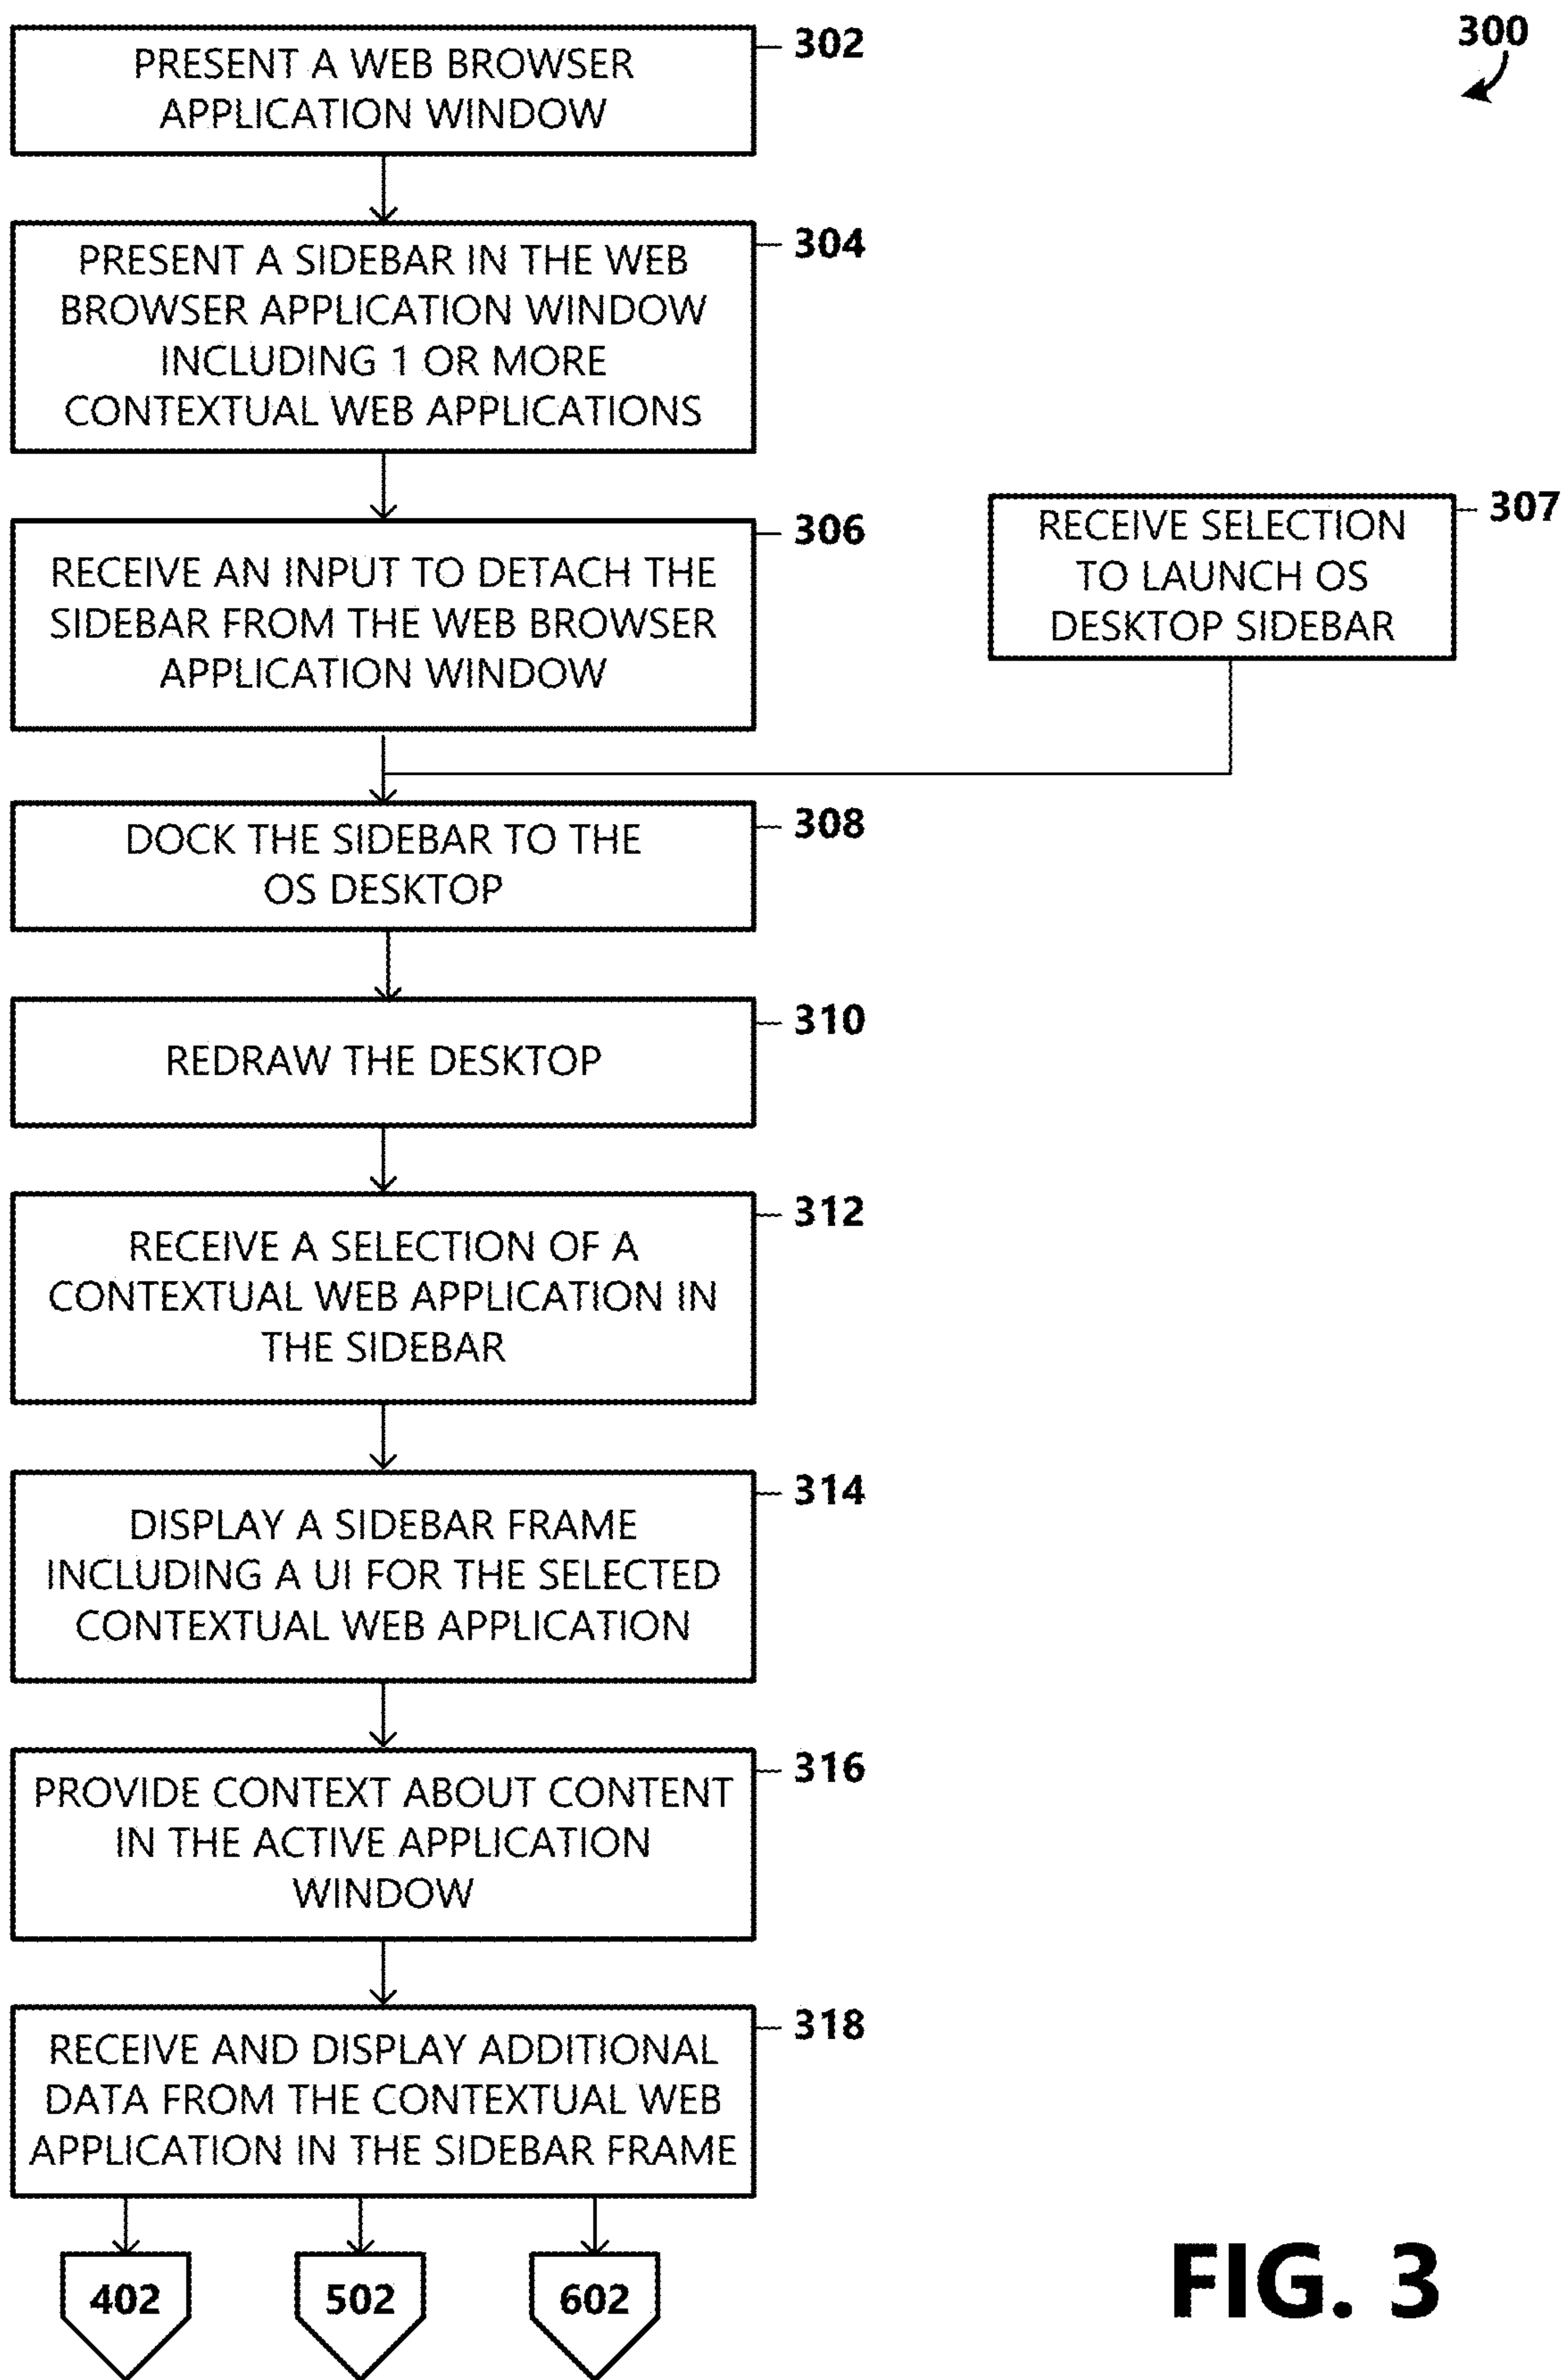 300
302
PRESENT A WEB BROWSER
APPLICATION WINDOW
304
PRESENT A SIDEBAR IN THE WEB
BROWSER APPLICATION WINDOW
INCLUDING 1 OR MORE
CONTEXTUAL WEB APPLICATIONS
306
RECEIVE AN INPUT TO DETACH THE
SIDEBAR FROM THE WEB BROWSER
APPLICATION WINDOW
307
RECEIVE SELECTION
TO LAUNCH OS
DESKTOP SIDEBAR
308
DOCK THE SIDEBAR TO THE
OS DESKTOP
310
REDRAW THE DESKTOP
312
RECEIVE A SELECTION OF A
CONTEXTUAL WEB APPLICATION IN
THE SIDEBAR
314
DISPLAY A SIDEBAR FRAME
INCLUDING A UI FOR THE SELECTED
CONTEXTUAL WEB APPLICATION
316
PROVIDE CONTEXT ABOUT CONTENT
IN THE ACTIVE APPLICATION
WINDOW
318
RECEIVE AND DISPLAY ADDITIONAL
DATA FROM THE CONTEXTUAL WEB
APPLICATION IN THE SIDEBAR FRAME
402
502
602
FIG. 3